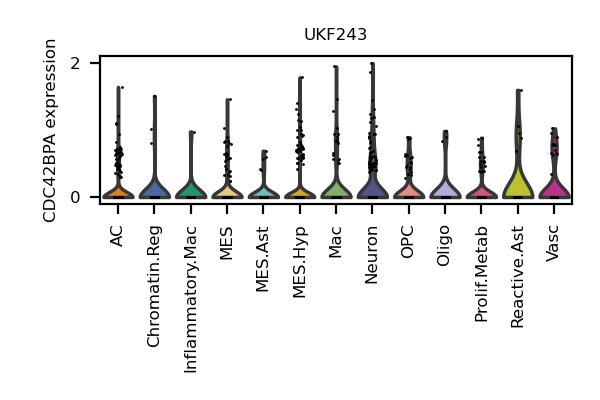 UKF243
CDC42BPA expression
2
0
AC
Chromatin.Reg
Inflammatory.Mac
MES
MES.Ast
MES.Hyp
Mac
Neuron
OPC
Oligo
Prolif.Metab
Reactive.Ast
Vasc